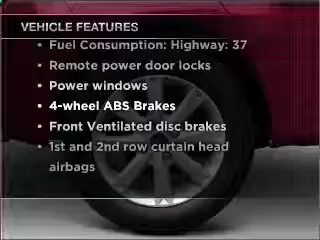 VEHICLE FEATURES
• Fuel Consumption: Highway: 37
• Remote power door locks
• Power windows
• 4-wheel ABS Brakes
• Front Ventilated disc brakes
• 1st and 2nd row curtain head
airbags